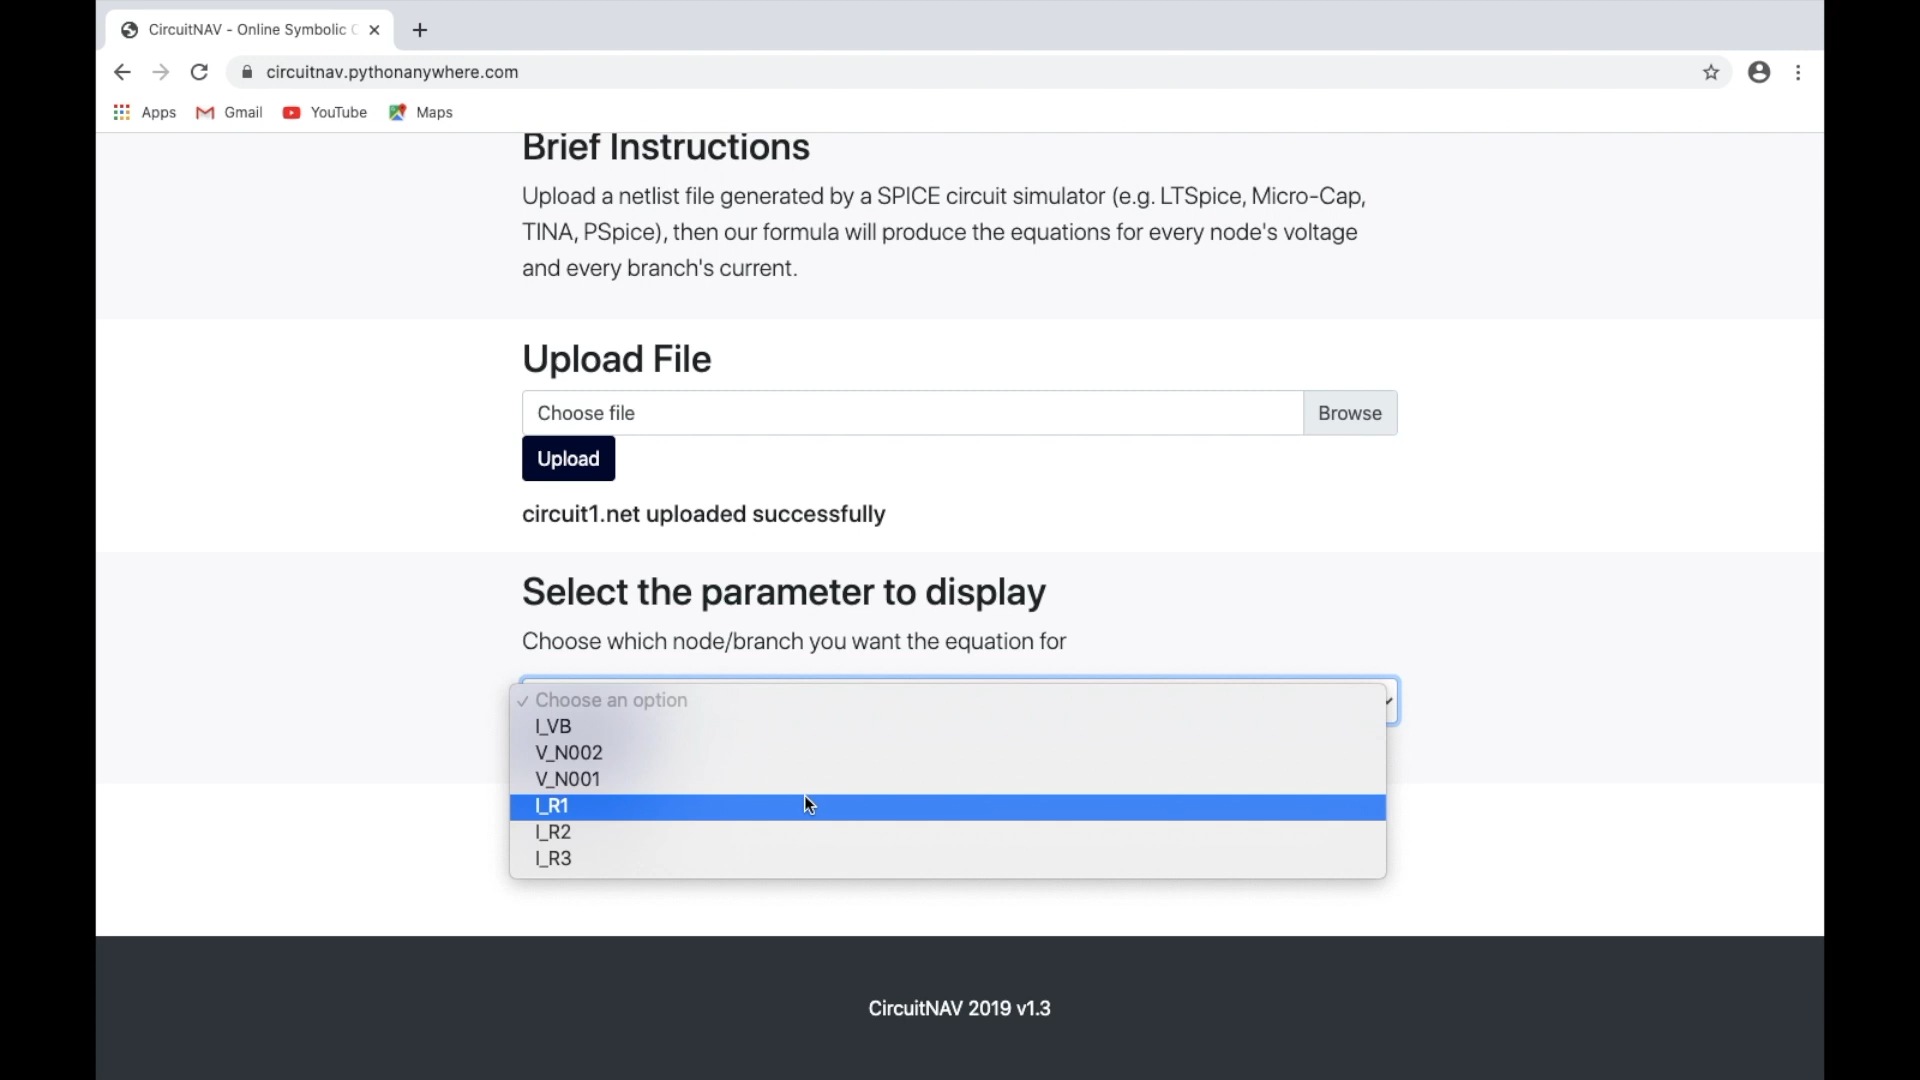 CircuitNAV - Online Symbolic
circuitnav.pythonanywhere.com
Apps Gmail YouTube Maps
Brief Instructions
Upload a netlist file generated by a SPICE circuit simulator (e.g. LTSpice, Micro-Cap,
TINA, PSpice), then our formula will produce the equations for every node's voltage
and every branch's current.
Upload File
Choose file Browse
Upload
circuit1.net uploaded successfully
Select the parameter to display
Choose which node/branch you want the equation for
✓ Choose an option
I_VB
V_N002
V_N001
I_R1
I_R2
I_R3
CircuitNAV 2019 v1.3